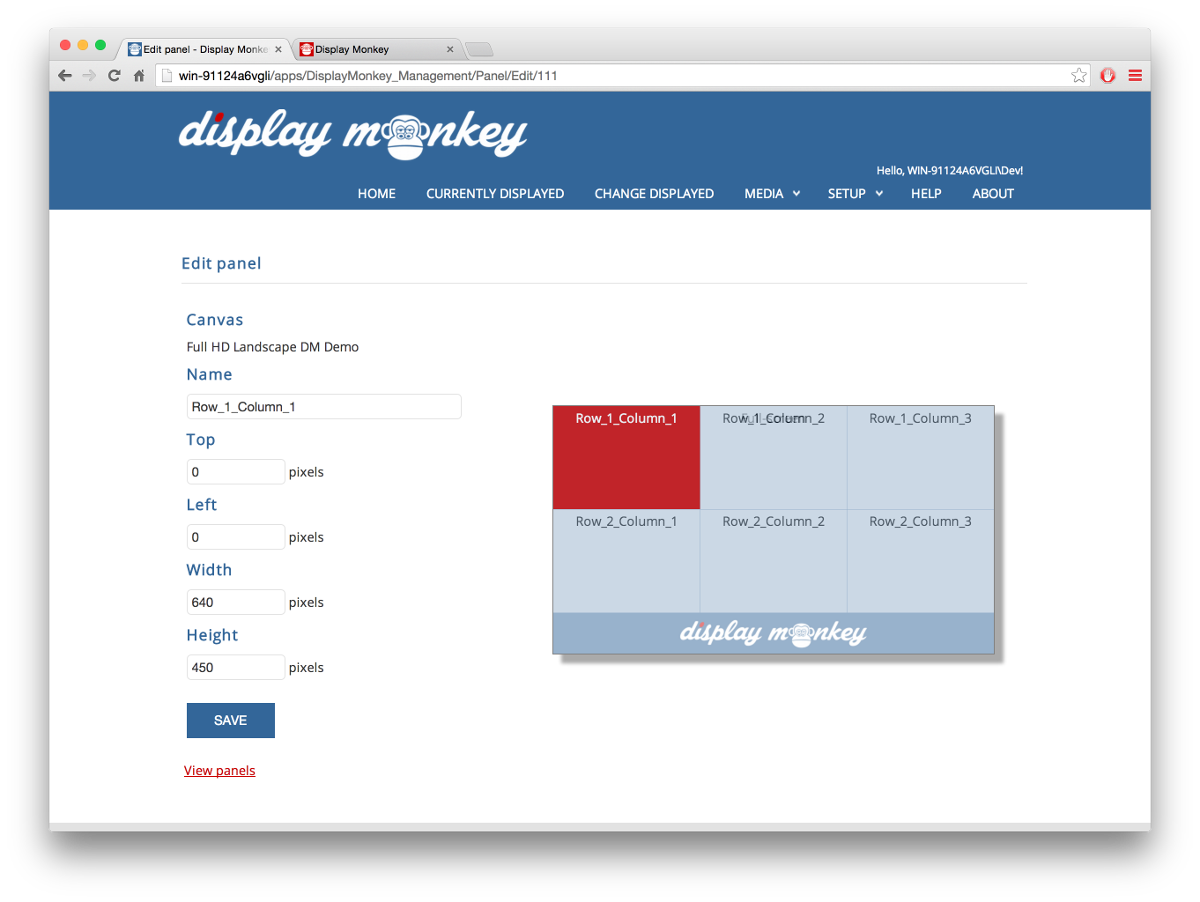 Edit panel - Display Monke
Display Monkey
win-91124a6vgli/apps/DisplayMonkey_Management/Panel/Edit/111
display monkey
Hello, WIN-91124A6VGLI\Dev!
HOME CURRENTLY DISPLAYED CHANGE DISPLAYED MEDIA SETUP HELP ABOUT
Edit panel
Canvas
Full HD Landscape DM Demo
Name
Row_1_Column_1
Top
0 pixels
Left
0 pixels
Width
640 pixels
Height
450 pixels
SAVE
View panels
Row_1_Column_1 Row_1_Column_2 Row_1_Column_3
Row_2_Column_1 Row_2_Column_2 Row_2_Column_3
display monkey